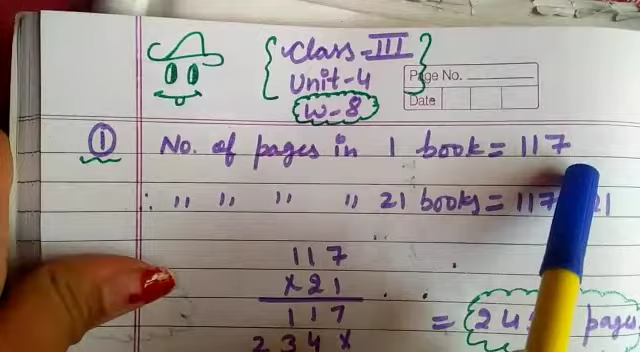 Class-III
Unit-4
W-8
Page No.
Date
① No. of pages in 1 book = 117
∴ " " " " 21 books = 117 21
117
×21
117
= pages
234×